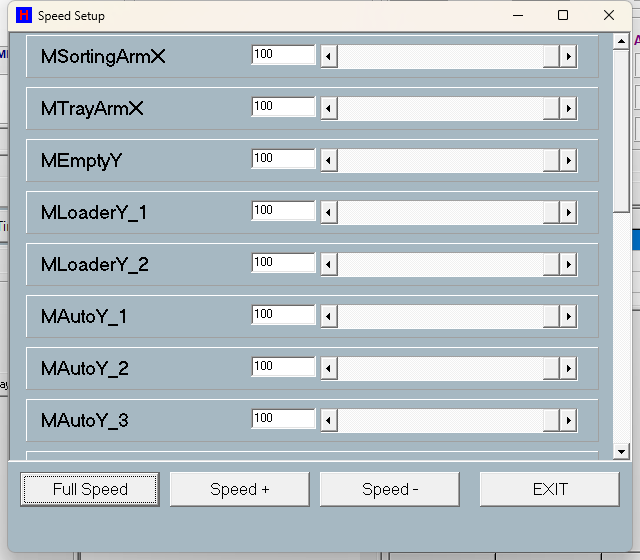 H Speed Setup
MSortingArmX 100
MTrayArmX 100
MEmptyY 100
MLoaderY_1 100
MLoaderY_2 100
MAutoY_1 100
MAutoY_2 100
MAutoY_3 100
Full Speed Speed + Speed - EXIT